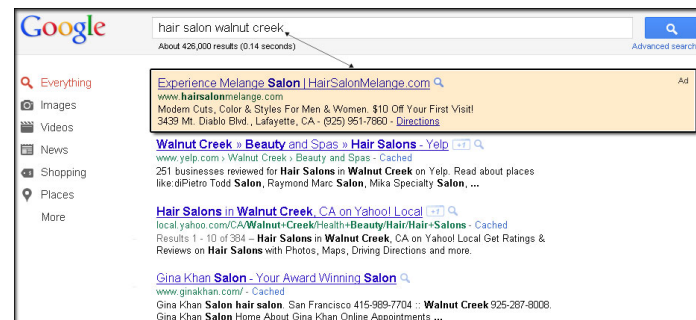 Google
hair salon walnut creek
About 426,000 results (0.14 seconds)
Advanced search
Everything
Images
Videos
News
Shopping
Places
More
Experience Melange Salon | HairSalonMelange.com
Ad
www.hairsalonmelange.com
Modern Cuts, Color & Styles For Men & Women. $10 Off Your First Visit!
3439 Mt. Diablo Blvd., Lafayette, CA - (925) 951-7860 - Directions
Walnut Creek » Beauty and Spas » Hair Salons - Yelp +1
www.yelp.com › Walnut Creek › Beauty and Spas - Cached
251 businesses reviewed for Hair Salons in Walnut Creek on Yelp. Read about places
like:diPietro Todd Salon, Raymond Marc Salon, Mika Specialty Salon, ...
Hair Salons in Walnut Creek, CA on Yahoo! Local +1
local.yahoo.com/CA/Walnut+Creek/Health+Beauty/Hair/Hair+Salons - Cached
Results 1 - 10 of 384 – Hair Salons in Walnut Creek, CA on Yahoo! Local Get Ratings &
Reviews on Hair Salons with Photos, Maps, Driving Directions and more.
Gina Khan Salon - Your Award Winning Salon
www.ginakhan.com/ - Cached
Gina Khan Salon hair salon. San Francisco 415-989-7704 :: Walnut Creek 925-287-8008.
Gina Khan Salon Home About Gina Khan Online Appointments ...